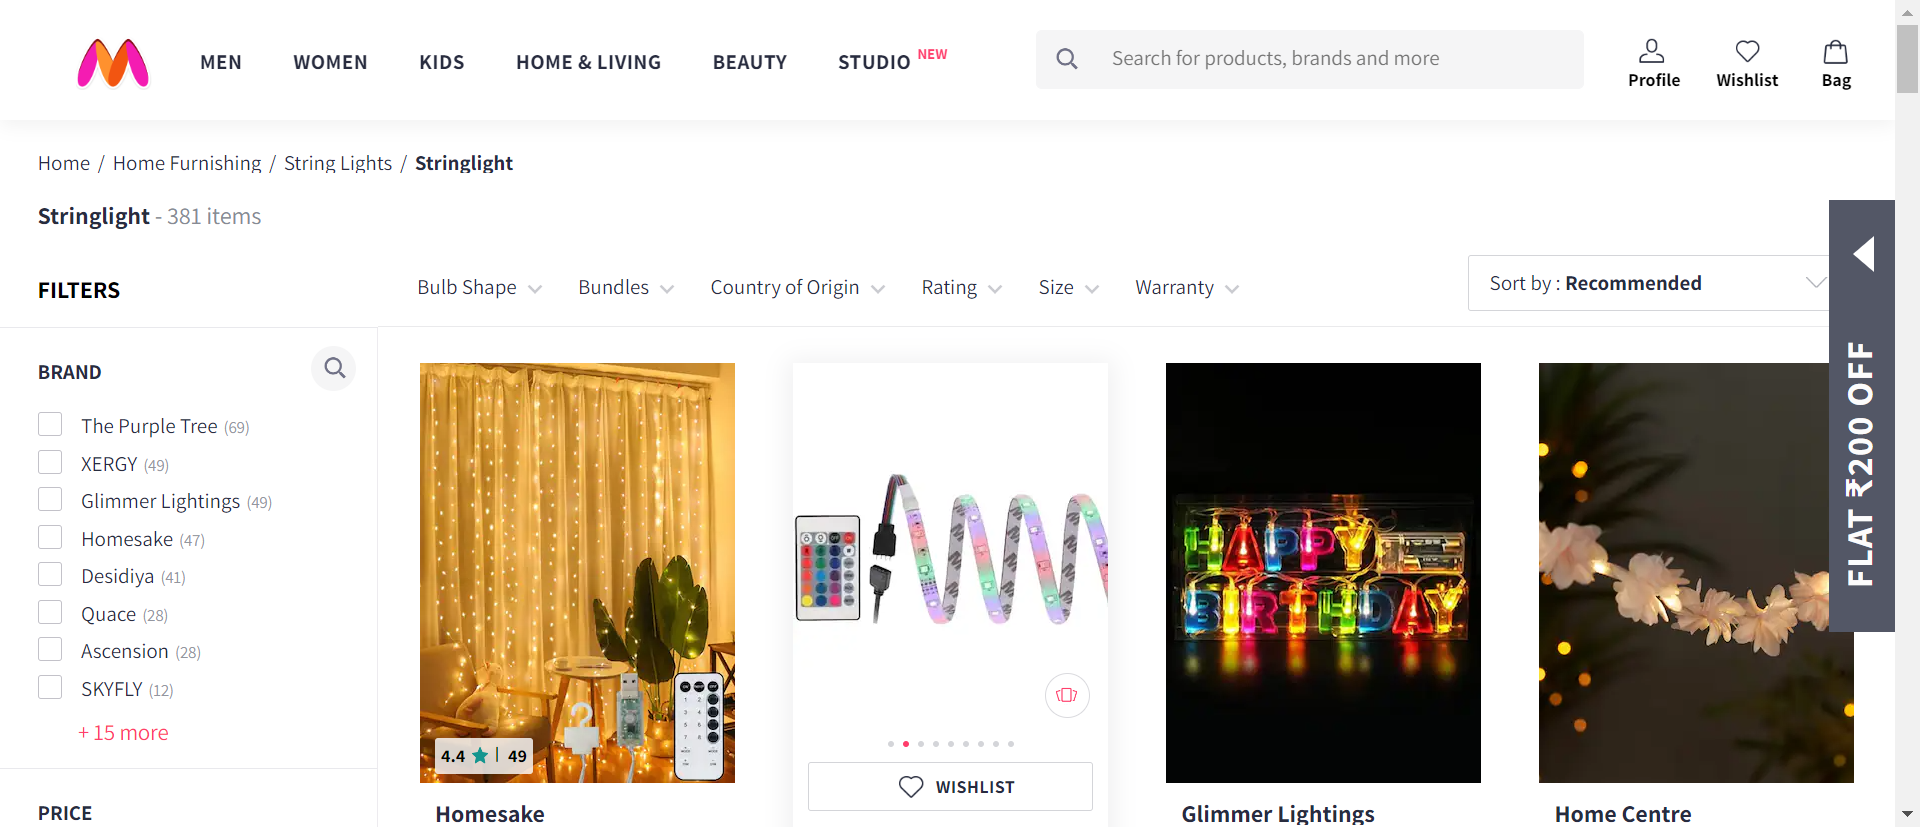 MEN WOMEN KIDS HOME & LIVING BEAUTY STUDIO NEW
Search for products, brands and more
Profile Wishlist Bag
Home / Home Furnishing / String Lights / Stringlight
Stringlight - 381 items
FILTERS
Bulb Shape Bundles Country of Origin Rating Size Warranty
Sort by : Recommended
FLAT ₹200 OFF
BRAND
The Purple Tree (69)
XERGY (49)
Glimmer Lightings (49)
Homesake (47)
Desidiya (41)
Quace (28)
Ascension (28)
SKYFLY (12)
+ 15 more
PRICE
4.4 | 49
Homesake
WISHLIST
HAPPY
BIRTHDAY
Glimmer Lightings
Home Centre